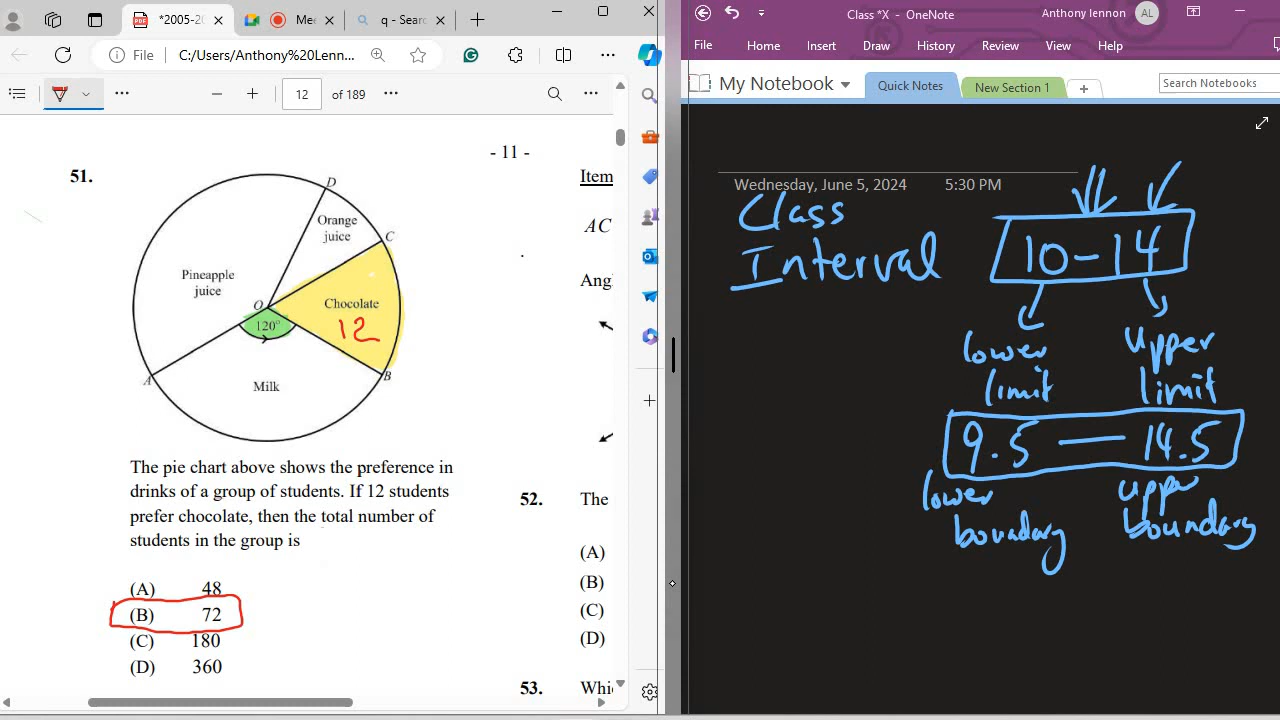 *2005-20
Mee
q - Searc
File
C:/Users/Anthony%20Lenn...
12
of 189
- 11 -
51.
D
Orange
juice
C
Pineapple
juice
O
Chocolate
120°
12
A
B
Milk
The pie chart above shows the preference in
drinks of a group of students. If 12 students
prefer chocolate, then the total number of
students in the group is
(A) 48
(B) 72
(C) 180
(D) 360
Item
AC
Ang
52. The
(A)
(B)
(C)
(D)
53. Whi
Class *X - OneNote
Anthony lennon
AL
File Home Insert Draw History Review View Help
My Notebook
Quick Notes
New Section 1
Search Notebooks
Wednesday, June 5, 2024 5:30 PM
Class
Interval
10-14
lower
limit
upper
limit
9.5 — 14.5
lower
boundary
upper
boundary